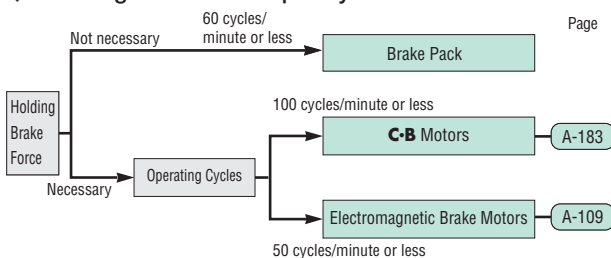 60 cycles/
minute or less
Page
Not necessary
Brake Pack
100 cycles/minute or less
Holding
Brake
Force
C·B Motors
A-183
Operating Cycles
Necessary
Electromagnetic Brake Motors
A-109
50 cycles/minute or less